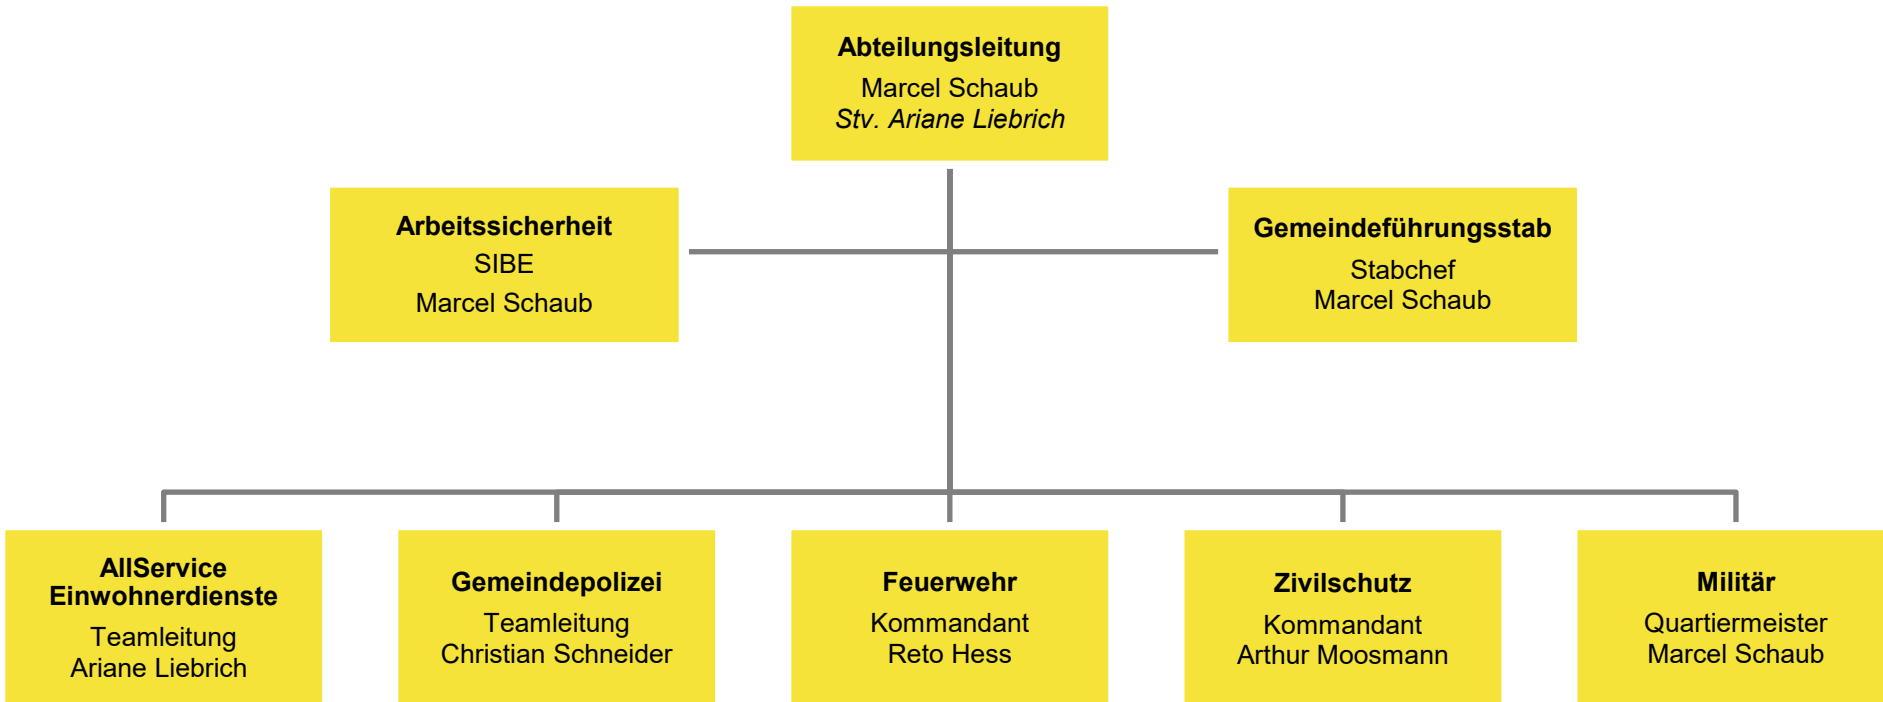 Abteilungsleitung
Marcel Schaub
Stv. Ariane Liebrich
Arbeitssicherheit
SIBE
Marcel Schaub
Gemeindeführungsstab
Stabchef
Marcel Schaub
AllService
Einwohnerdienste
Teamleitung
Ariane Liebrich
Gemeindepolizei
Teamleitung
Christian Schneider
Feuerwehr
Kommandant
Reto Hess
Zivilschutz
Kommandant
Arthur Moosmann
Militär
Quartiermeister
Marcel Schaub